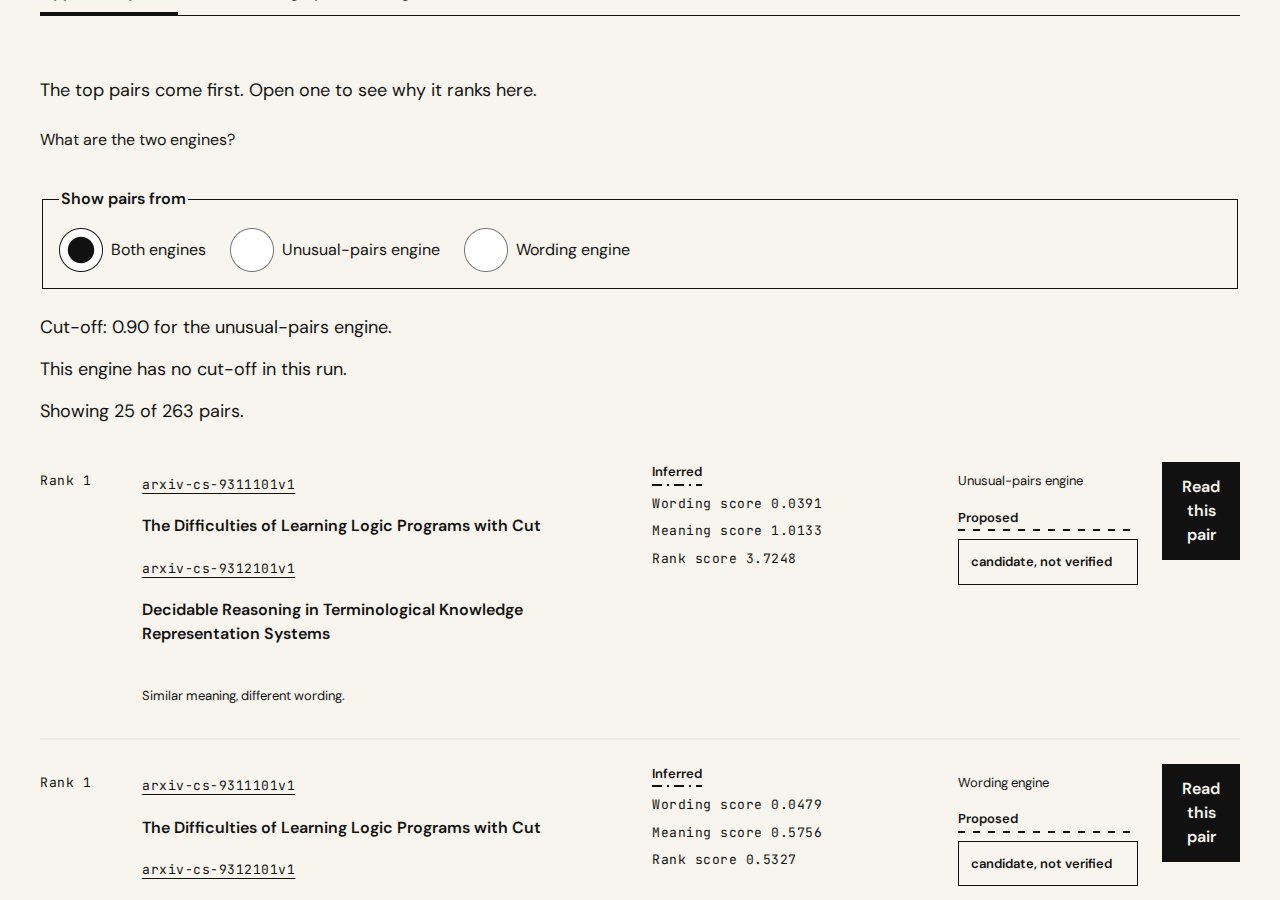 The top pairs come first. Open one to see why it ranks here.
What are the two engines?
Show pairs from
Both engines
Unusual-pairs engine
Wording engine
Cut-off: 0.90 for the unusual-pairs engine.
This engine has no cut-off in this run.
Showing 25 of 263 pairs.
Rank 1
arxiv-cs-9311101v1
The Difficulties of Learning Logic Programs with Cut
arxiv-cs-9312101v1
Decidable Reasoning in Terminological Knowledge
Representation Systems
Similar meaning, different wording.
Inferred
Wording score 0.0391
Meaning score 1.0133
Rank score 3.7248
Unusual-pairs engine
Proposed
candidate, not verified
Read
this
pair
Rank 1
arxiv-cs-9311101v1
The Difficulties of Learning Logic Programs with Cut
arxiv-cs-9312101v1
Inferred
Wording score 0.0479
Meaning score 0.5756
Rank score 0.5327
Wording engine
Proposed
candidate, not verified
Read
this
pair